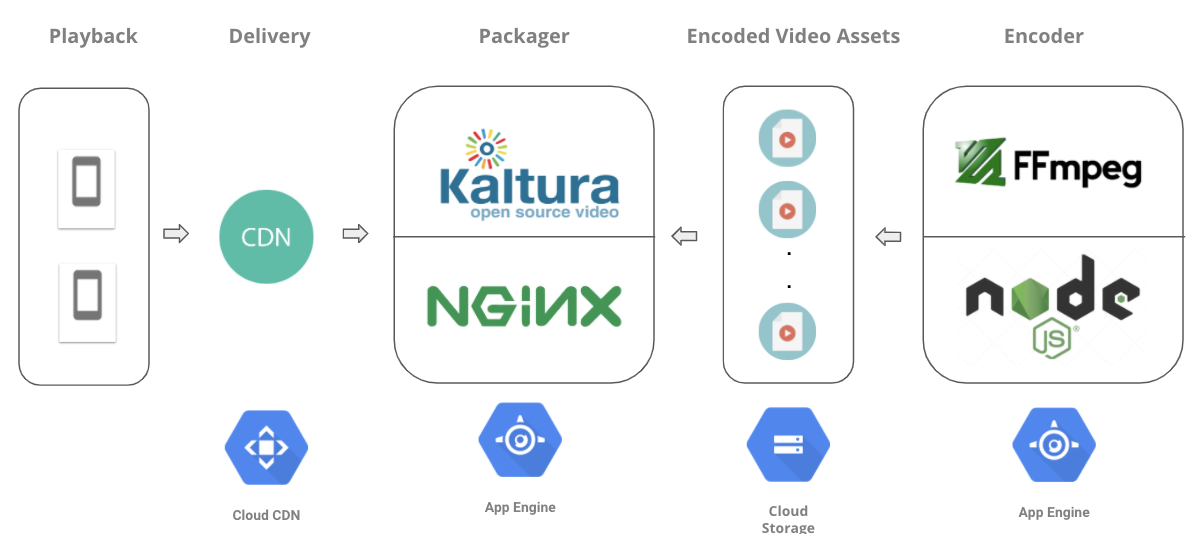 Playback
Delivery
Packager
Encoded Video Assets
Encoder
CDN
Kaltura
open source video
NGiNX
FFmpeg
node
JS®
Cloud CDN
App Engine
Cloud
Storage
App Engine